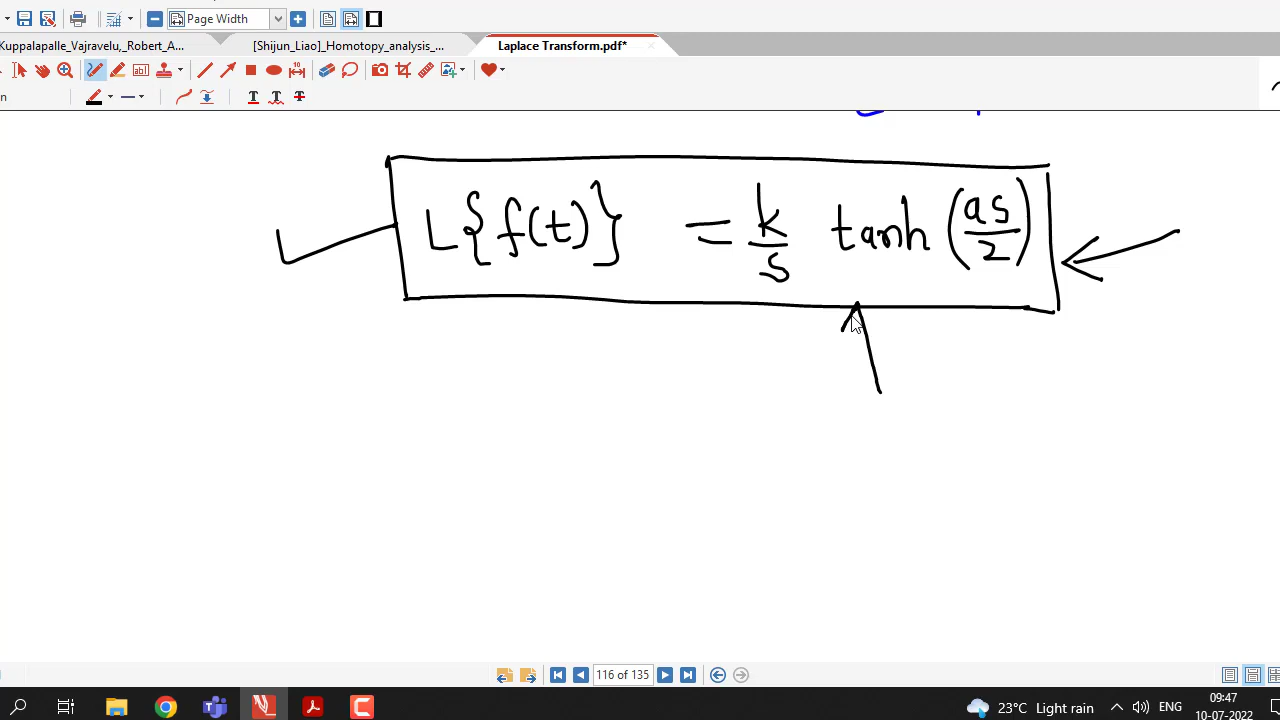 Page Width
Kuppalapalle_Vajravelu,_Robert_A...
[Shijun_Liao]_Homotopy_analysis_...
Laplace Transform.pdf*
L{f(t)} = k/s tanh (as/2)
116 of 135
23°C Light rain
ENG
09:47
10-07-2022